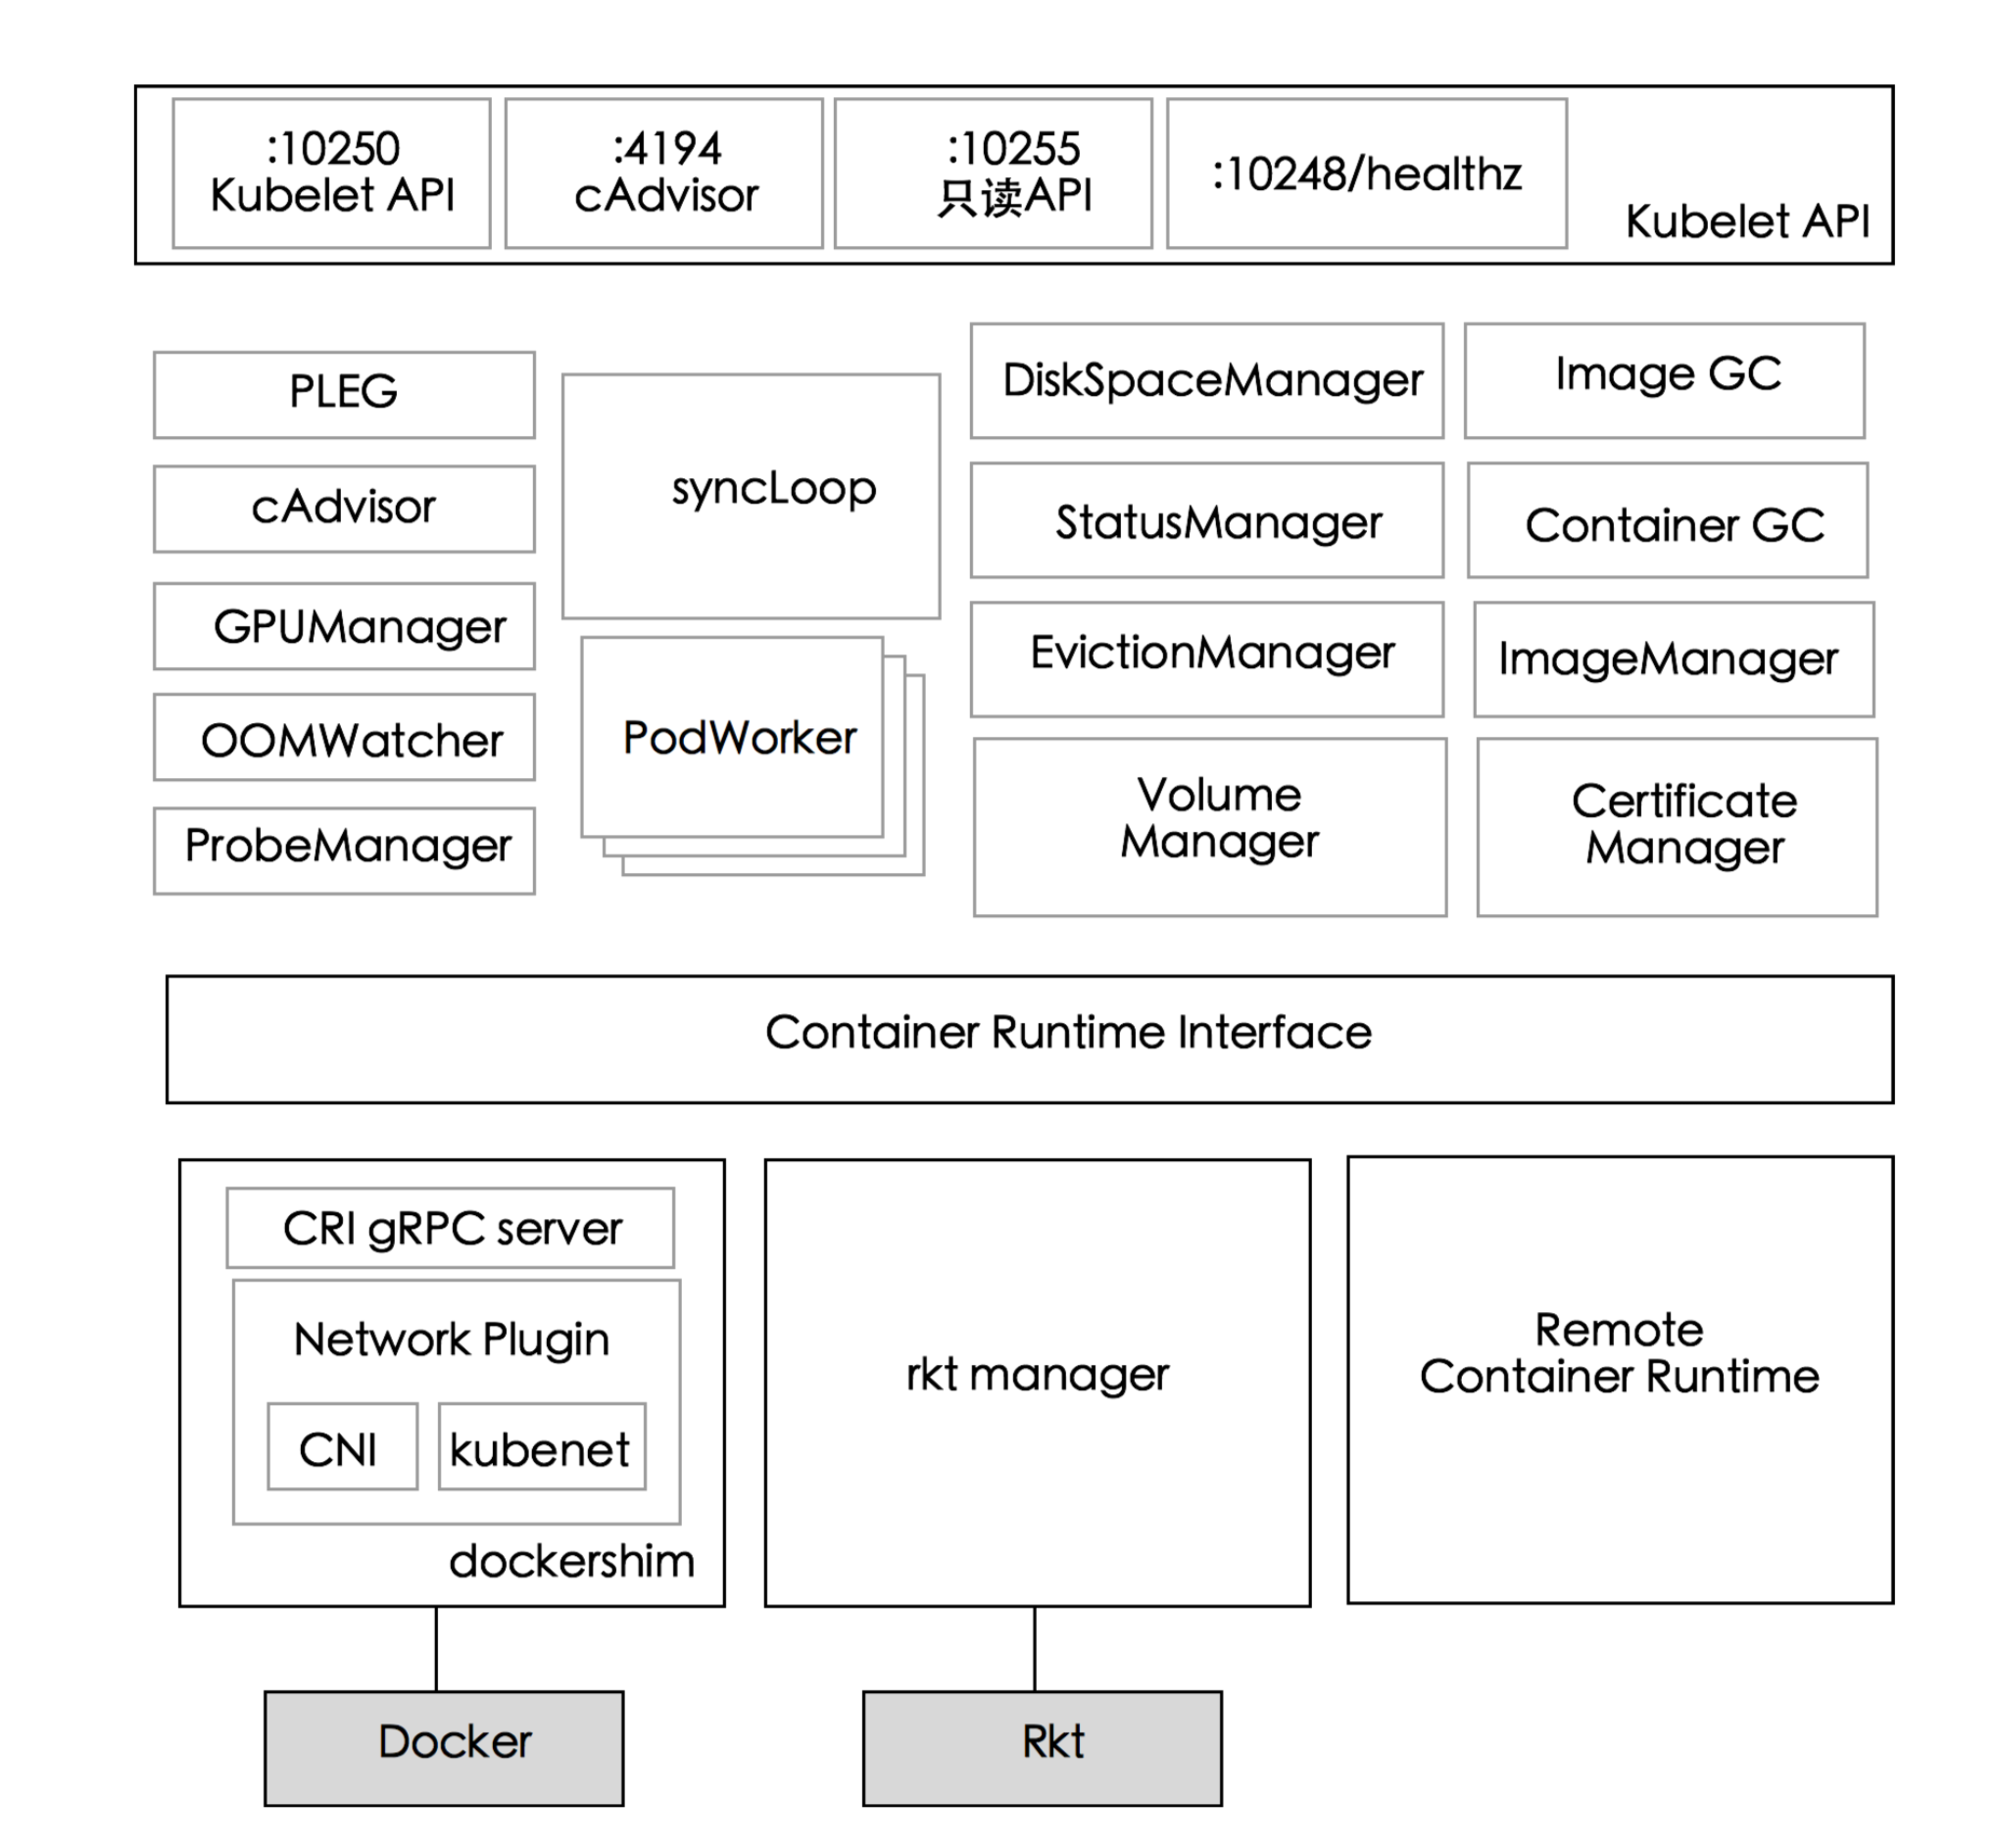 :10250
Kubelet API
:4194
cAdvisor
:10255
只读API
:10248/healthz
Kubelet API
PLEG
cAdvisor
GPUManager
OOMWatcher
ProbeManager
syncLoop
PodWorker
DiskSpaceManager
StatusManager
EvictionManager
Volume
Manager
Image GC
Container GC
ImageManager
Certificate
Manager
Container Runtime Interface
CRI gRPC server
Network Plugin
CNI
kubenet
dockershim
rkt manager
Remote
Container Runtime
Docker
Rkt